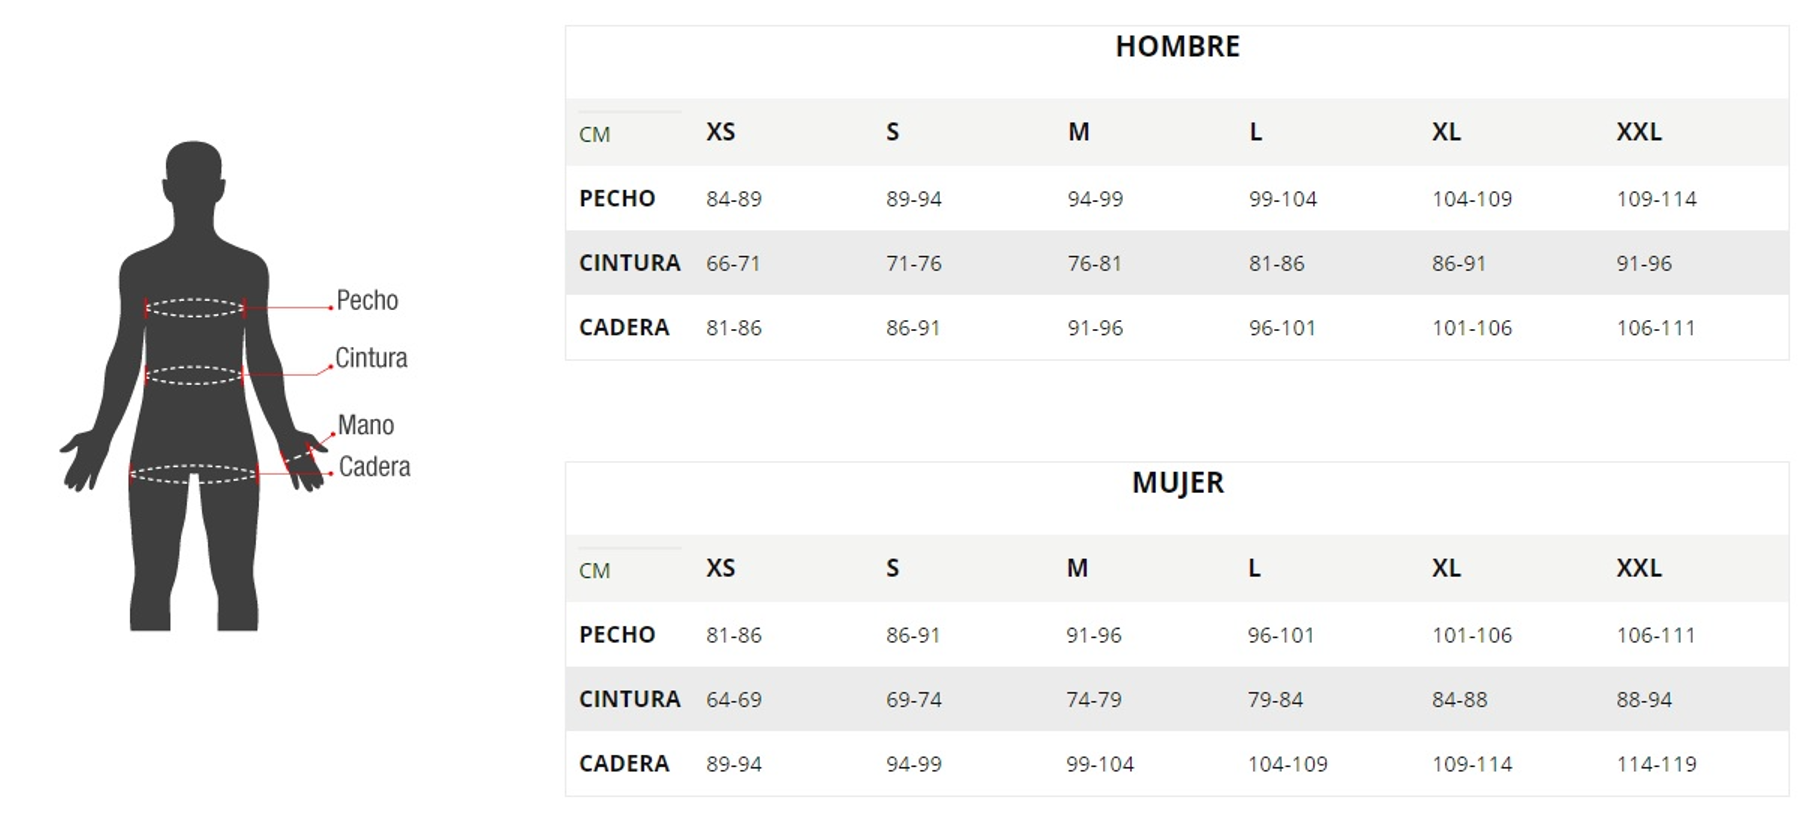 Pecho
Cintura
Mano
Cadera
HOMBRE
CM XS S M L XL XXL
PECHO 84-89 89-94 94-99 99-104 104-109 109-114
CINTURA 66-71 71-76 76-81 81-86 86-91 91-96
CADERA 81-86 86-91 91-96 96-101 101-106 106-111
MUJER
CM XS S M L XL XXL
PECHO 81-86 86-91 91-96 96-101 101-106 106-111
CINTURA 64-69 69-74 74-79 79-84 84-88 88-94
CADERA 89-94 94-99 99-104 104-109 109-114 114-119